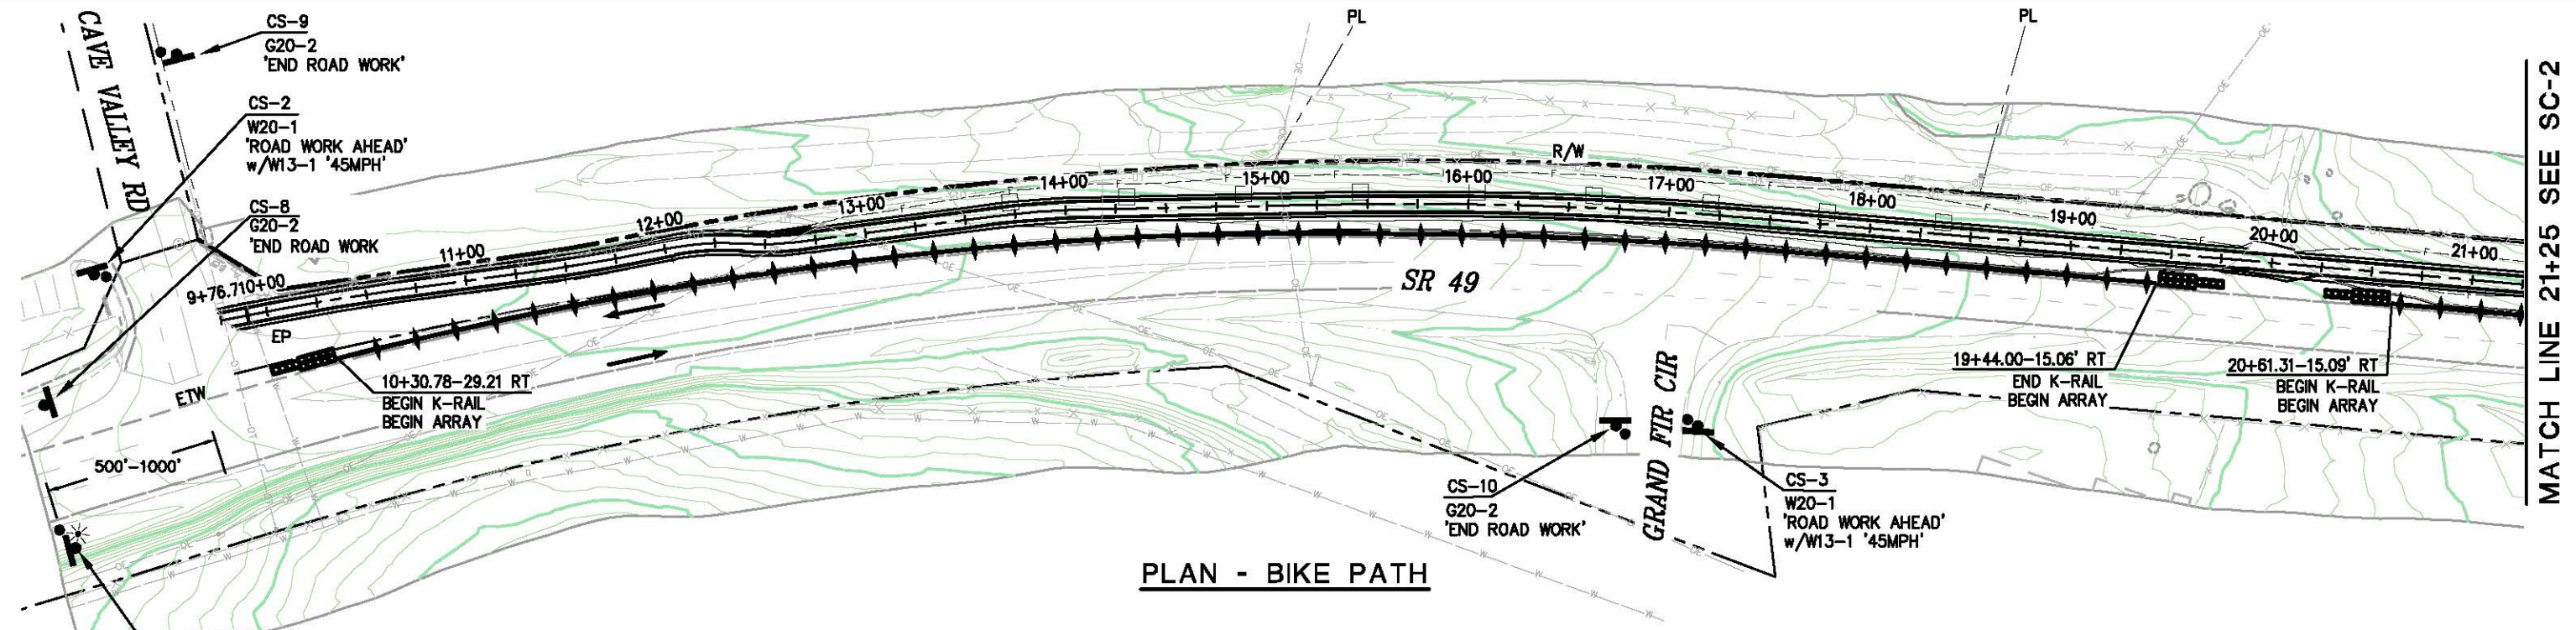 CS-9
G20-2
'END ROAD WORK'
CAVE VALLEY RD
CS-2
W20-1
'ROAD WORK AHEAD'
w/W13-1 '45MPH'
CS-8
G20-2
'END ROAD WORK
PL
PL
R/W
9+76.710+00
11+00
12+00
13+00
14+00
15+00
16+00
17+00
18+00
19+00
20+00
21+00
EP
ETW
SR 49
10+30.78-29.21 RT
BEGIN K-RAIL
BEGIN ARRAY
19+44.00-15.06' RT
END K-RAIL
BEGIN ARRAY
20+61.31-15.09' RT
BEGIN K-RAIL
BEGIN ARRAY
500'-1000'
GRAND FIR CIR
CS-10
G20-2
'END ROAD WORK'
CS-3
W20-1
'ROAD WORK AHEAD'
w/W13-1 '45MPH'
PLAN - BIKE PATH
MATCH LINE 21+25 SEE SC-2